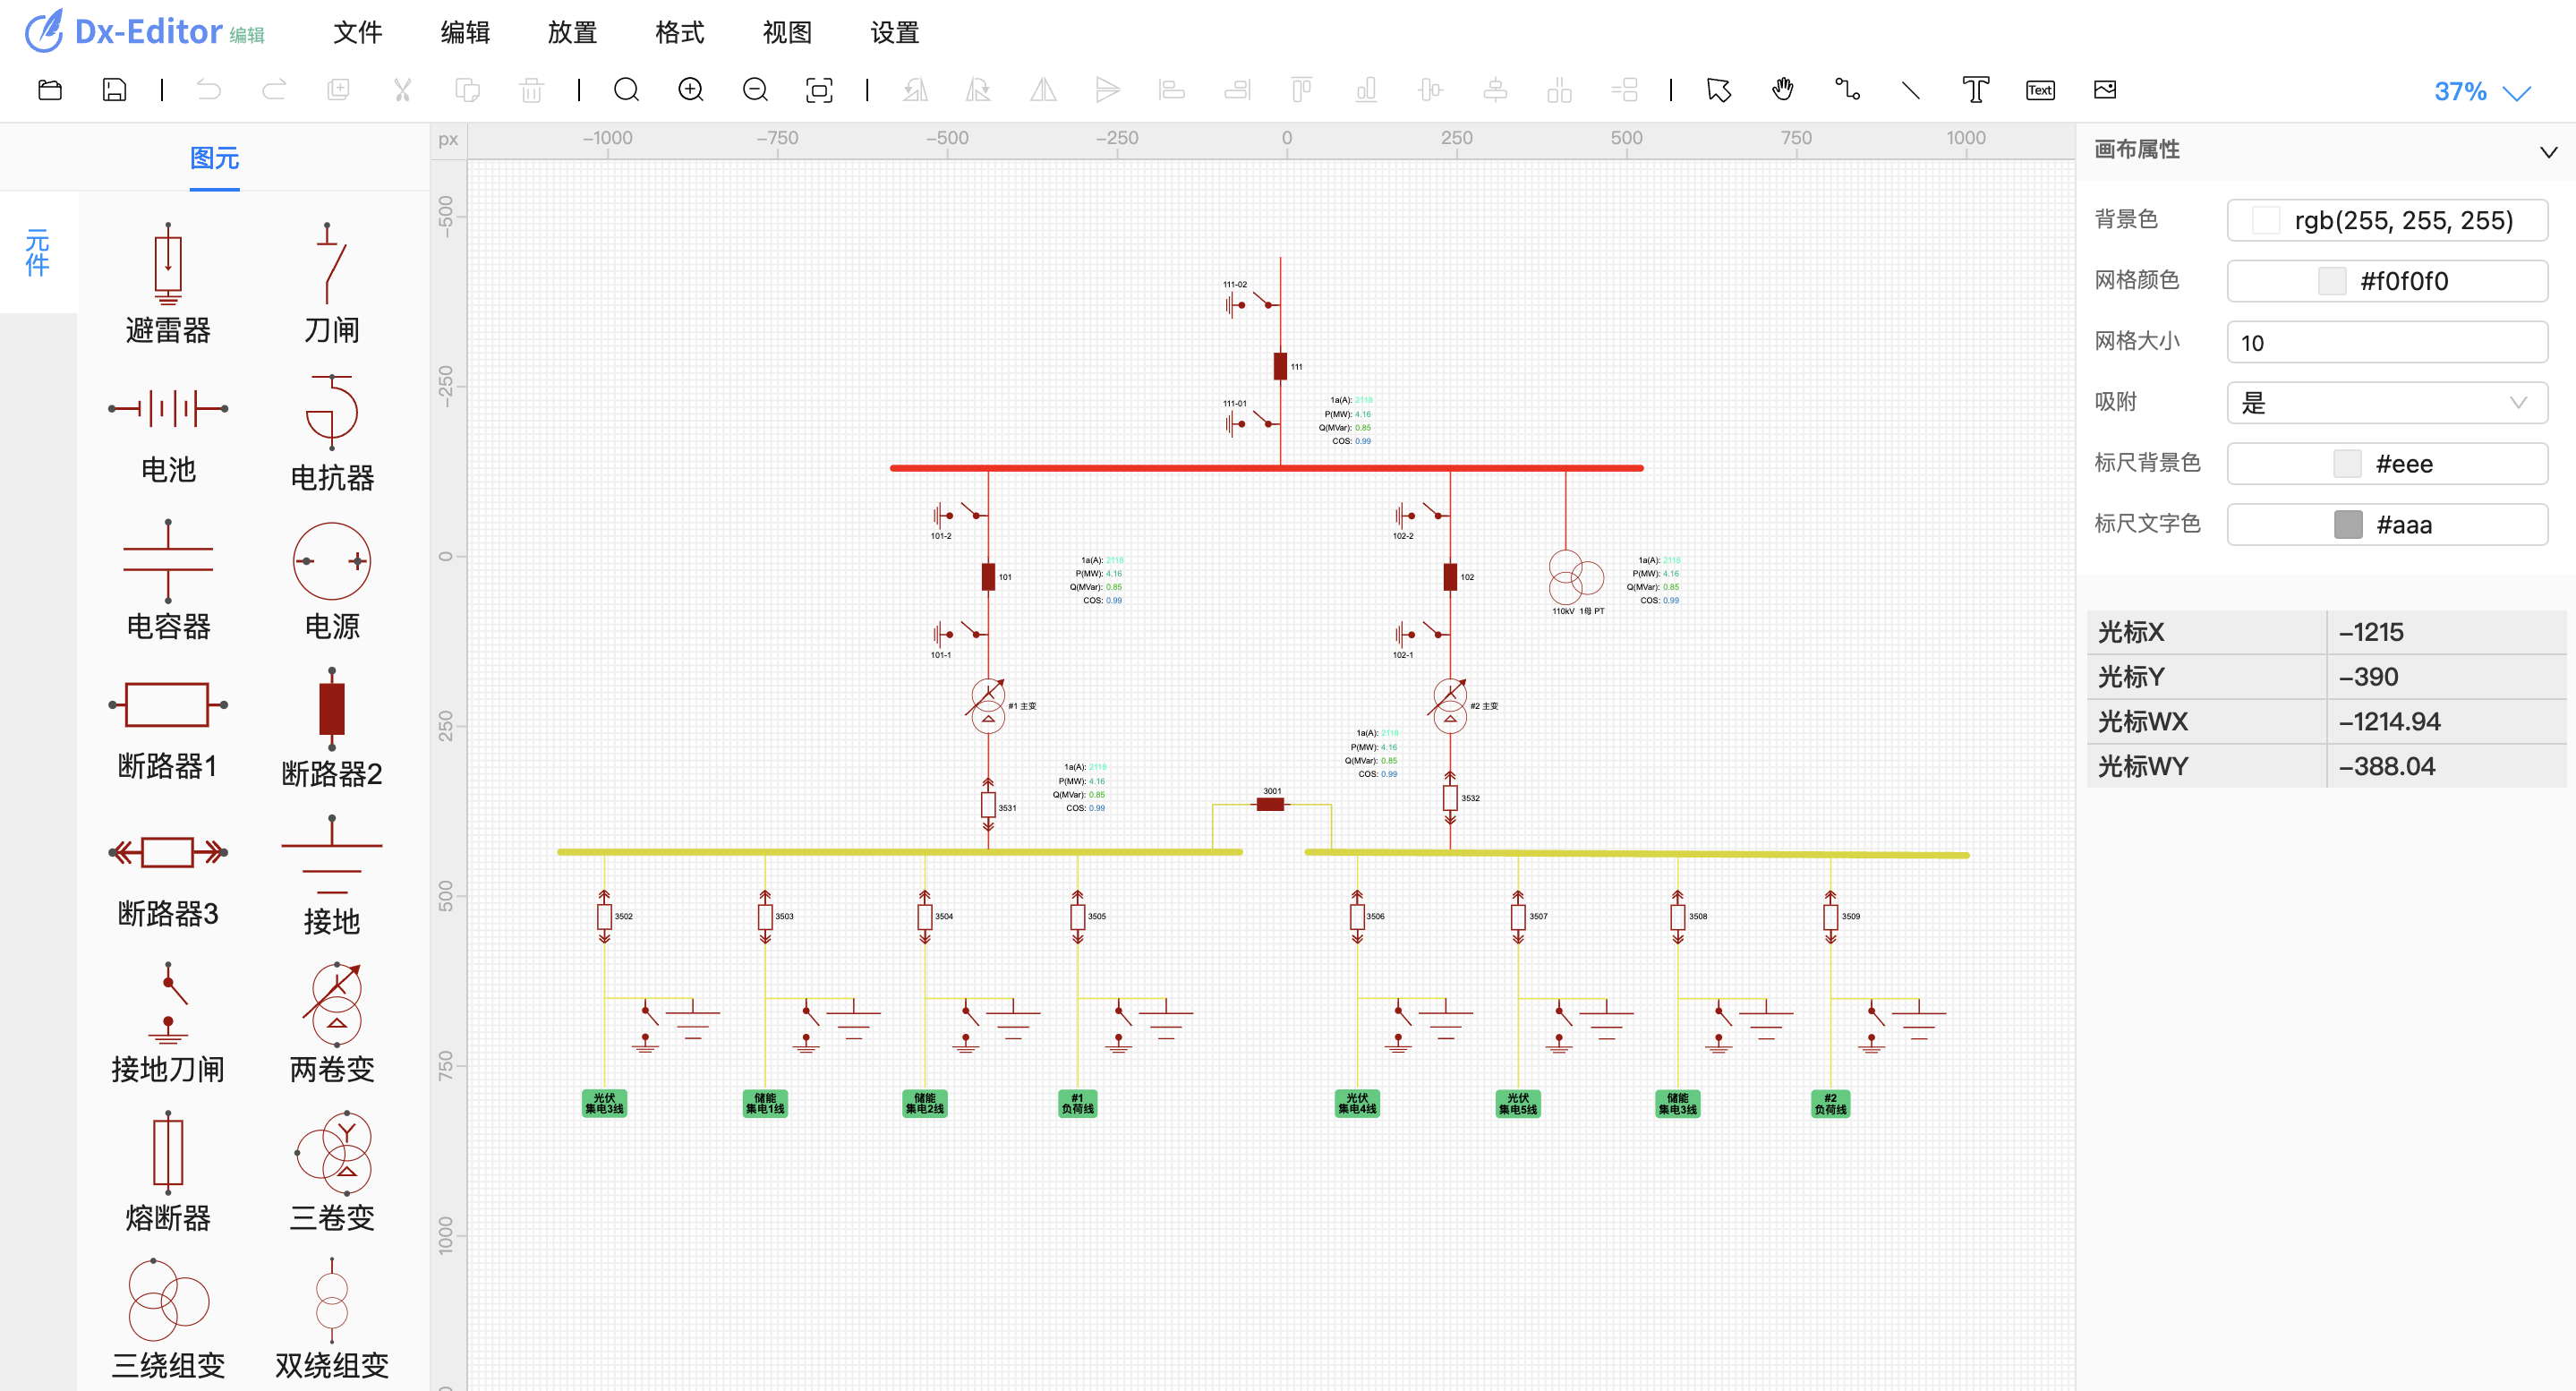 Dx-Editor 编辑
文件 编辑 放置 格式 视图 设置
Text
37%
图元
元件
避雷器 刀闸
电池 电抗器
电容器 电源
断路器1 断路器2
断路器3 接地
接地刀闸 两卷变
熔断器 三卷变
三绕组变 双绕组变
px
-1000 -750 -500 -250 0 250 500 750 1000
-500
-250
0
250
500
750
1000
111-02
111
111-01
1a(A): 2118
P(MW): 4.16
Q(MVar): 0.85
COS: 0.99
101-2
101
101-1
1a(A): 2118
P(MW): 4.16
Q(MVar): 0.85
COS: 0.99
102-2
102
102-1
110kV 1母 PT
1a(A): 2118
P(MW): 4.16
Q(MVar): 0.85
COS: 0.99
#1 主变
#2 主变
1a(A): 2118
P(MW): 4.16
Q(MVar): 0.85
COS: 0.99
3531
1a(A): 2118
P(MW): 4.16
Q(MVar): 0.85
COS: 0.99
3001
3532
3502 3503 3504 3505 3506 3507 3508 3509
光伏
集电3线
储能
集电1线
储能
集电2线
#1
负荷线
光伏
集电4线
光伏
集电5线
储能
集电3线
#2
负荷线
画布属性
背景色 rgb(255, 255, 255)
网格颜色 #f0f0f0
网格大小 10
吸附 是
标尺背景色 #eee
标尺文字色 #aaa
光标X -1215
光标Y -390
光标WX -1214.94
光标WY -388.04